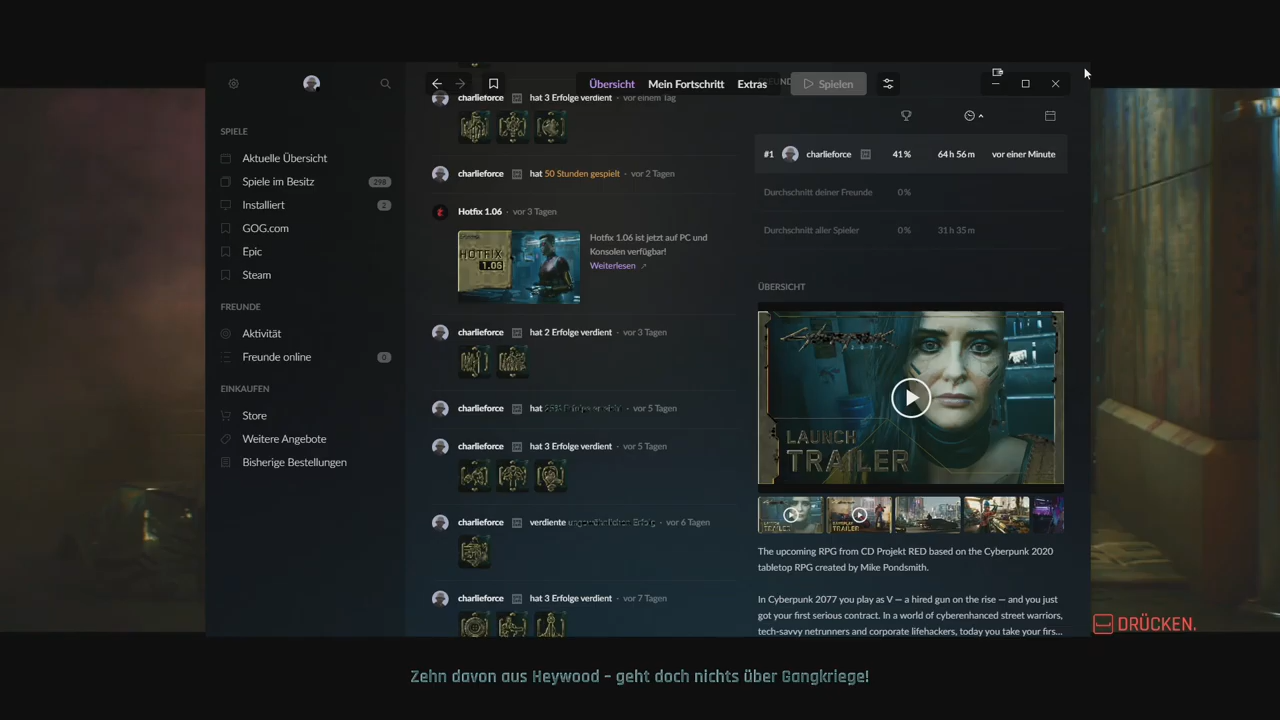 Übersicht
Mein Fortschritt
Extras
Spielen
SPIELE
Aktuelle Übersicht
Spiele im Besitz 298
Installiert 2
GOG.com
Epic
Steam
FREUNDE
Aktivität
Freunde online 0
EINKAUFEN
Store
Weitere Angebote
Bisherige Bestellungen
charlieforce hat 3 Erfolge verdient · vor einem Tag
charlieforce hat 50 Stunden gespielt · vor 2 Tagen
Hotfix 1.06 · vor 3 Tagen
HOTFIX
1.06
Hotfix 1.06 ist jetzt auf PC und
Konsolen verfügbar!
Weiterlesen
charlieforce hat 2 Erfolge verdient · vor 3 Tagen
charlieforce hat · vor 5 Tagen
charlieforce hat 3 Erfolge verdient · vor 5 Tagen
charlieforce verdiente ungewöhnlichen Erfolg · vor 6 Tagen
charlieforce hat 3 Erfolge verdient · vor 7 Tagen
FREUND
#1 charlieforce 41% 64 h 56 m vor einer Minute
Durchschnitt deiner Freunde 0%
Durchschnitt aller Spieler 0% 31 h 35 m
ÜBERSICHT
Cyberpunk
LAUNCH
TRAILER
The upcoming RPG from CD Projekt RED based on the Cyberpunk 2020
tabletop RPG created by Mike Pondsmith.
In Cyberpunk 2077 you play as V — a hired gun on the rise — and you just
got your first serious contract. In a world of cyberenhanced street warriors,
tech-savvy netrunners and corporate lifehackers, today you take your firs...
DRÜCKEN.
Zehn davon aus Heywood – geht doch nichts über Gangkriege!